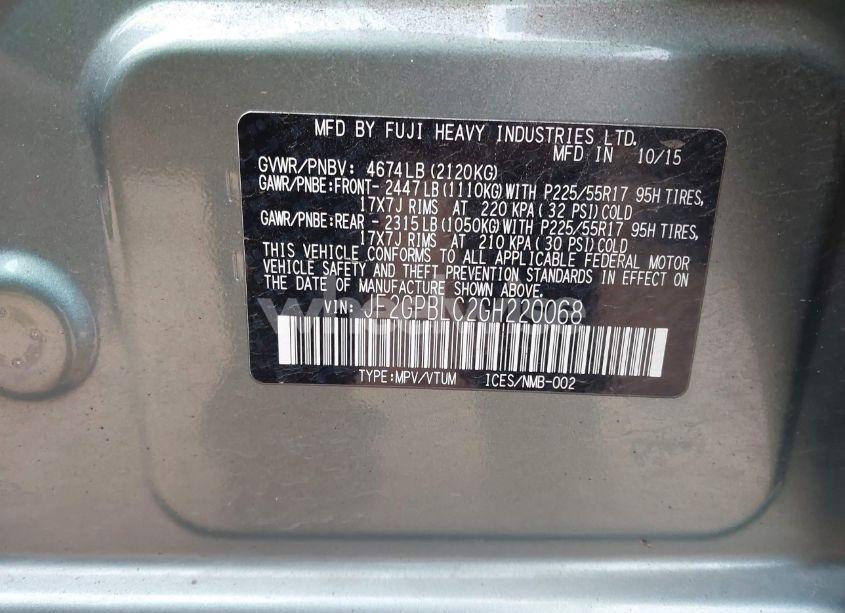 MFD BY FUJI HEAVY INDUSTRIES LTD.
MFD IN 10/15
GVWR/PNBV: 4674LB(2120KG)
GAWR/PNBE:FRONT- 2447LB(1110KG)WITH P225/55R17 95H TIRES,
17X7J RIMS AT 220 KPA( 32 PSI)COLD
GAWR/PNBE:REAR - 2315LB(1050KG)WITH P225/55R17 95H TIRES,
17X7J RIMS AT 210 KPA( 30 PSI)COLD
THIS VEHICLE CONFORMS TO ALL APPLICABLE FEDERAL MOTOR
VEHICLE SAFETY AND THEFT PREVENTION STANDARDS IN EFFECT ON
THE DATE OF MANUFACTURE SHOWN ABOVE.
VIN: JF2GPBLC2GH220068
TYPE:MPV/VTUM ICES/NMB-002